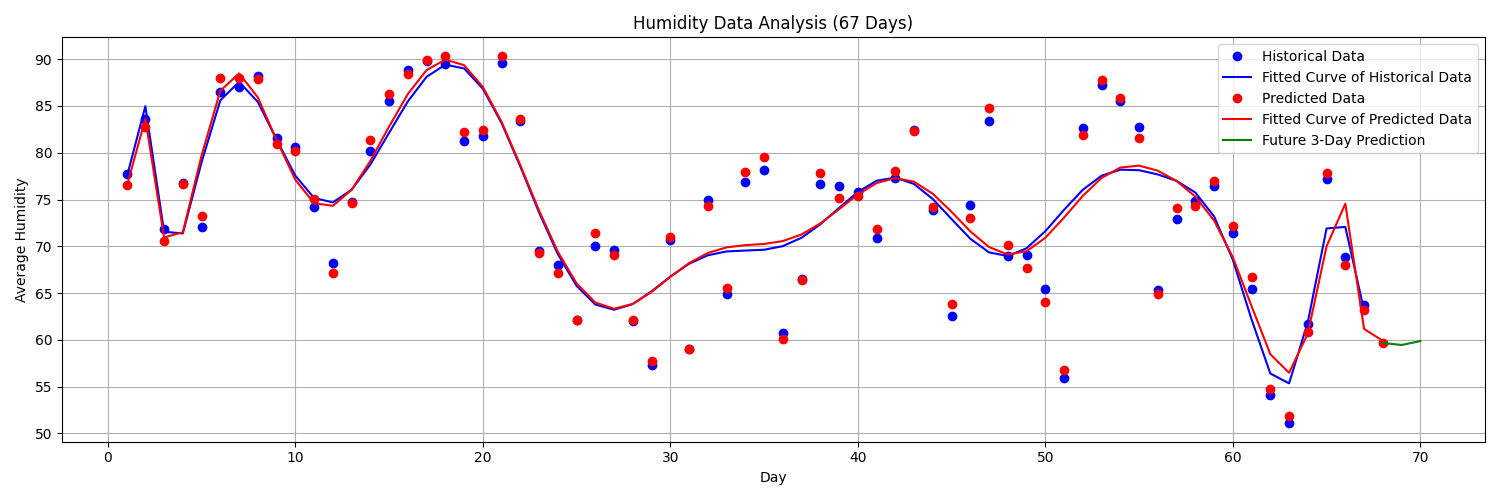 Humidity Data Analysis (67 Days)
Average Humidity
90
85
80
75
70
65
60
55
50
Historical Data
Fitted Curve of Historical Data
Predicted Data
Fitted Curve of Predicted Data
Future 3-Day Prediction
0 10 20 30 40 50 60 70
Day